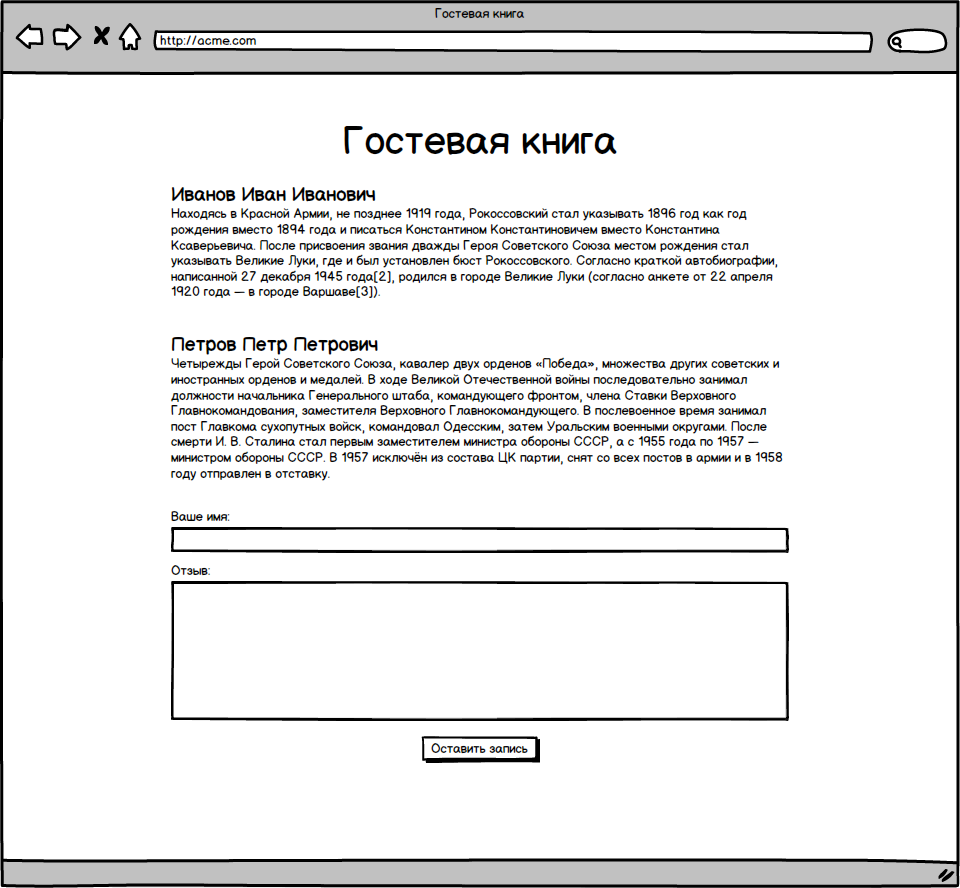 Гостевая книга
http://acme.com
Гостевая книга
Иванов Иван Иванович
Находясь в Красной Армии, не позднее 1919 года, Рокоссовский стал указывать 1896 год как год
рождения вместо 1894 года и писаться Константином Константиновичем вместо Константина
Ксаверьевича. После присвоения звания дважды Героя Советского Союза местом рождения стал
указывать Великие Луки, где и был установлен бюст Рокоссовского. Согласно краткой автобиографии,
написанной 27 декабря 1945 года[2], родился в городе Великие Луки (согласно анкете от 22 апреля
1920 года — в городе Варшаве[3]).
Петров Петр Петрович
Четырежды Герой Советского Союза, кавалер двух орденов «Победа», множества других советских и
иностранных орденов и медалей. В ходе Великой Отечественной войны последовательно занимал
должности начальника Генерального штаба, командующего фронтом, члена Ставки Верховного
Главнокомандования, заместителя Верховного Главнокомандующего. В послевоенное время занимал
пост Главкома сухопутных войск, командовал Одесским, затем Уральским военными округами. После
смерти И. В. Сталина стал первым заместителем министра обороны СССР, а с 1955 года по 1957 —
министром обороны СССР. В 1957 исключён из состава ЦК партии, снят со всех постов в армии и в 1958
году отправлен в отставку.
Ваше имя:
Отзыв:
Оставить запись